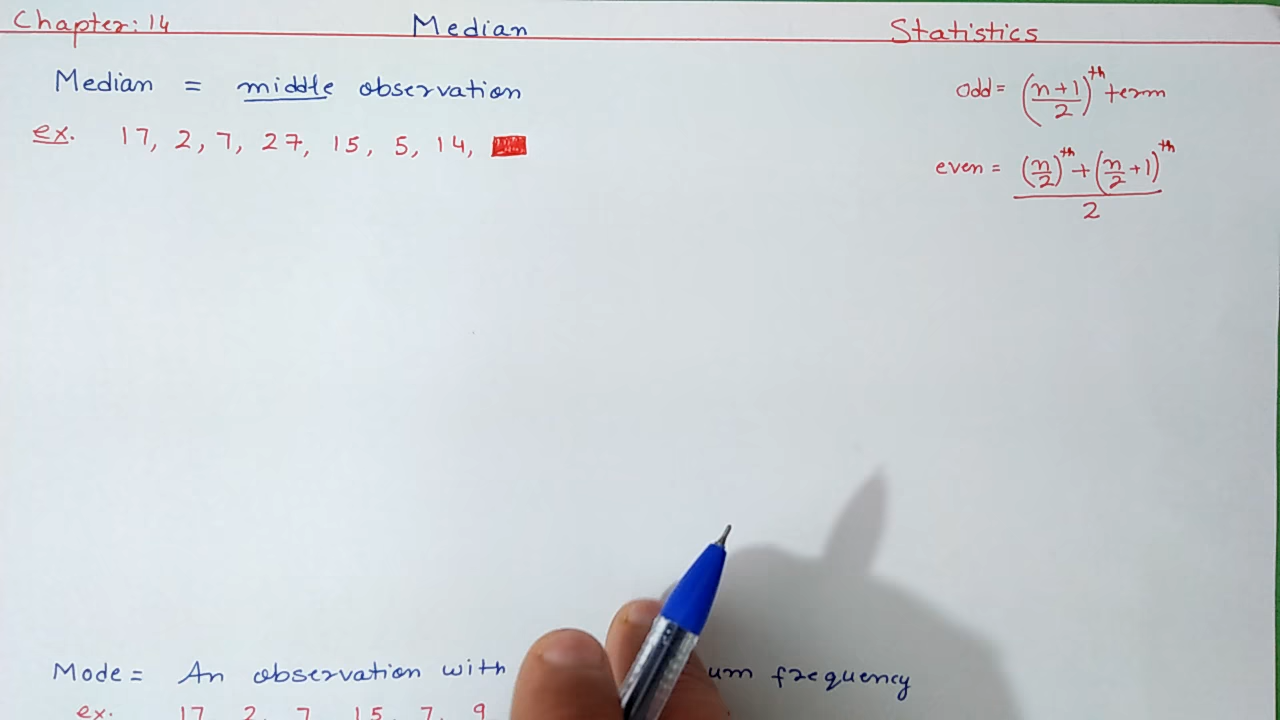 Chapter: 14 Median Statistics
Median = middle observation
odd = (n+1/2)th term
ex. 17, 2, 7, 27, 15, 5, 14,
even = (n/2)th + (n/2 + 1)th / 2
Mode = An observation with um frequency
ex. 17 2 7 15 7 9